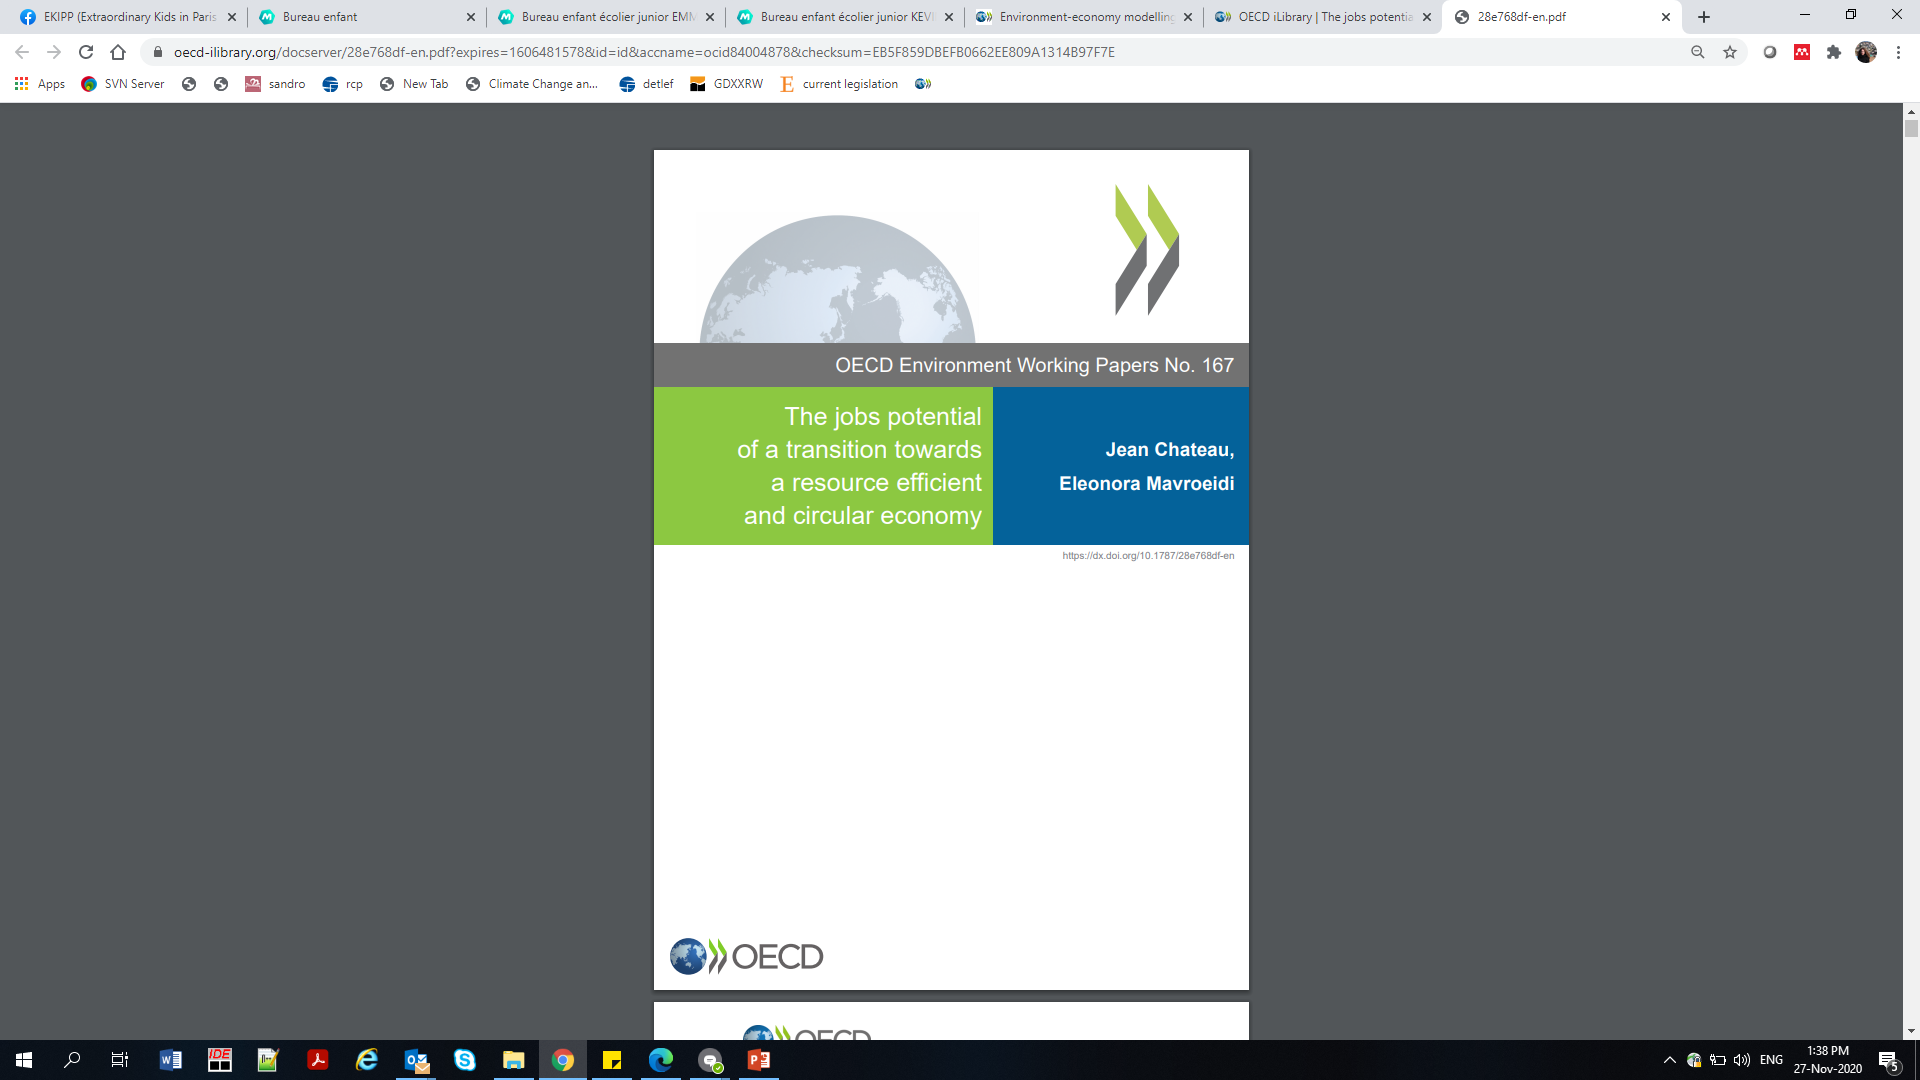 EKIPP (Extraordinary Kids in Paris
Bureau enfant
Bureau enfant écolier junior EMM
Bureau enfant écolier junior KEVI
Environment-economy modelling
OECD iLibrary | The jobs potentia
28e768df-en.pdf
oecd-ilibrary.org/docserver/28e768df-en.pdf?expires=1606481578&id=id&accname=ocid84004878&checksum=EB5F859DBEFB0662EE809A1314B97F7E
Apps
SVN Server
sandro
rcp
New Tab
Climate Change an...
detlef
GDXXRW
E
current legislation
OECD Environment Working Papers No. 167
The jobs potential
of a transition towards
a resource efficient
and circular economy
Jean Chateau,
Eleonora Mavroeidi
https://dx.doi.org/10.1787/28e768df-en
OECD
OECD
IDE
ENG
1:38 PM
27-Nov-2020
5